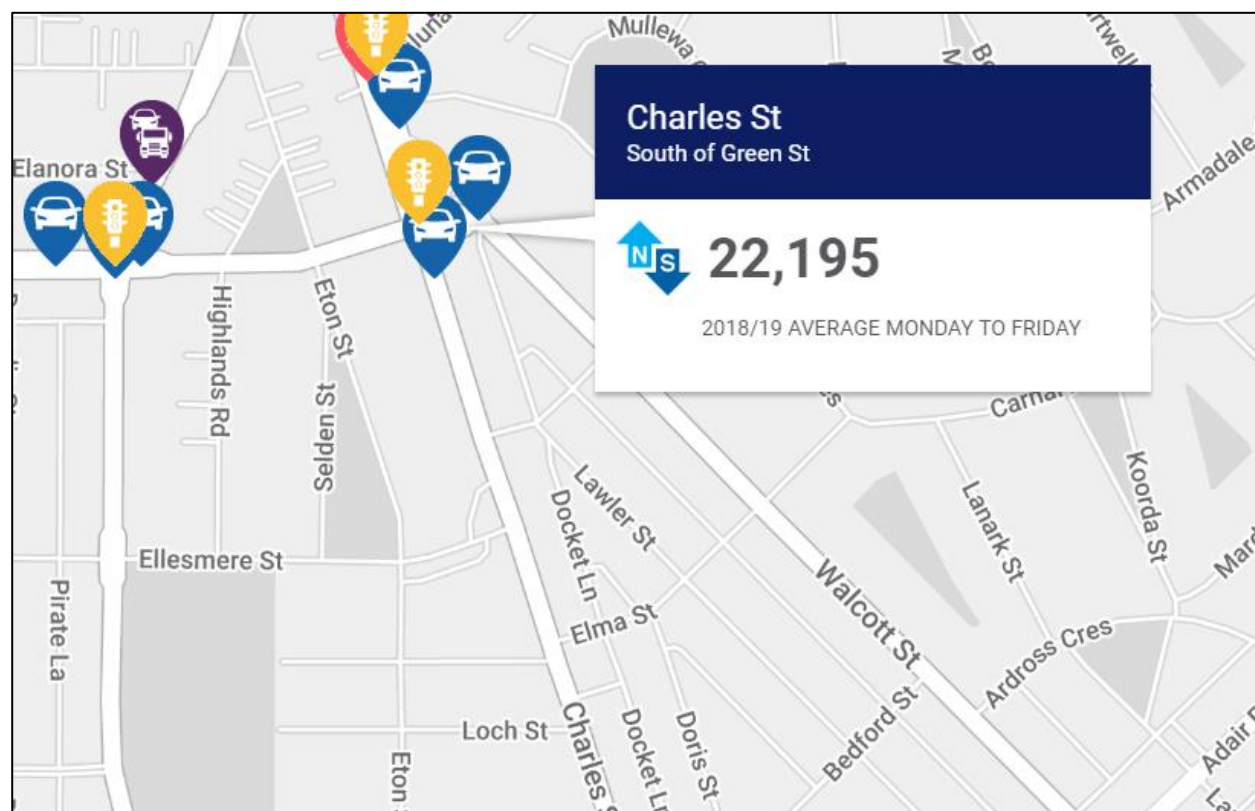 Mullewa
Charles St
South of Green St
N S 22,195
2018/19 AVERAGE MONDAY TO FRIDAY
Elanora St
Armadale
Highlands Rd
Eton St
Selden St
Lawler St
Docket Ln
Koorda St
Lanark St
Ellesmere St
Pirate La
Elma St
Walcott St
Ardross Cres
Bedford St
Loch St
Charles S
Docket Ln
Doris St
Eton
Adair